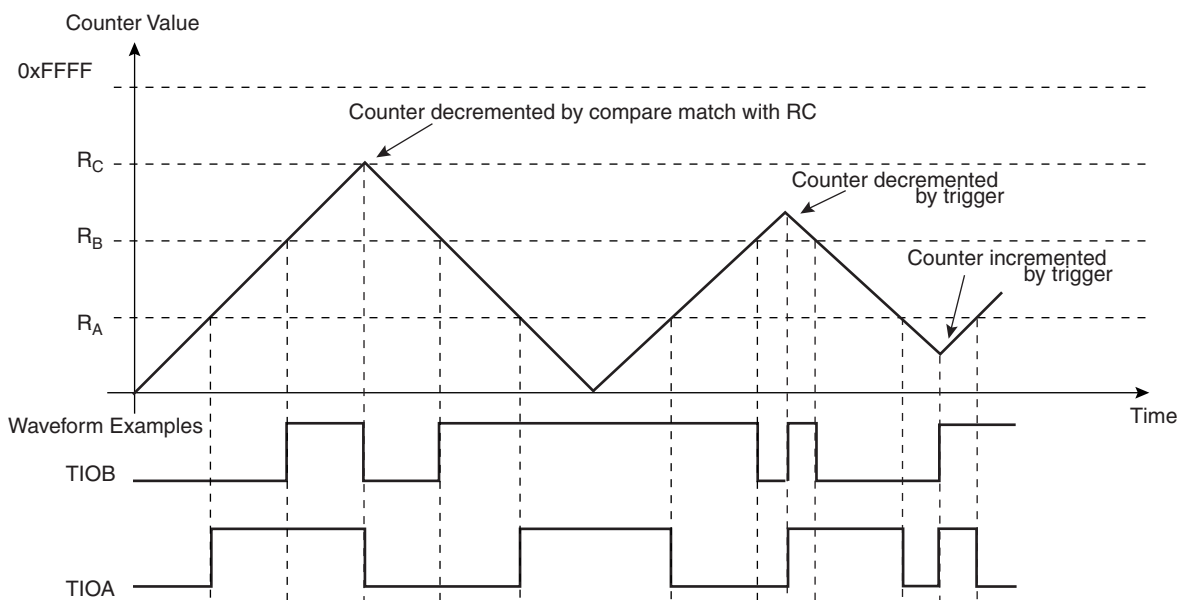 Counter Value
0xFFFF
Counter decremented by compare match with RC
RC
Counter decremented
by trigger
RB
Counter incremented
by trigger
RA
Time
Waveform Examples
TIOB
TIOA